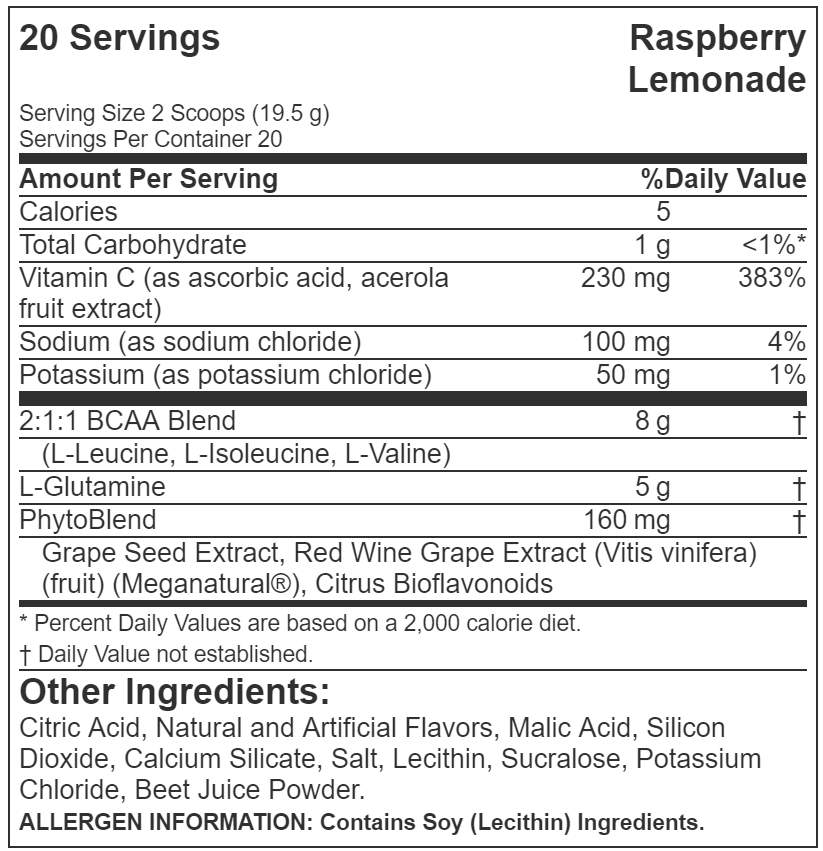 20 Servings Raspberry
Lemonade
Serving Size 2 Scoops (19.5 g)
Servings Per Container 20
Amount Per Serving %Daily Value
Calories 5
Total Carbohydrate 1 g <1%*
Vitamin C (as ascorbic acid, acerola 230 mg 383%
fruit extract)
Sodium (as sodium chloride) 100 mg 4%
Potassium (as potassium chloride) 50 mg 1%
2:1:1 BCAA Blend 8 g †
(L-Leucine, L-Isoleucine, L-Valine)
L-Glutamine 5 g †
PhytoBlend 160 mg †
Grape Seed Extract, Red Wine Grape Extract (Vitis vinifera)
(fruit) (Meganatural®), Citrus Bioflavonoids
* Percent Daily Values are based on a 2,000 calorie diet.
† Daily Value not established.
Other Ingredients:
Citric Acid, Natural and Artificial Flavors, Malic Acid, Silicon
Dioxide, Calcium Silicate, Salt, Lecithin, Sucralose, Potassium
Chloride, Beet Juice Powder.
ALLERGEN INFORMATION: Contains Soy (Lecithin) Ingredients.